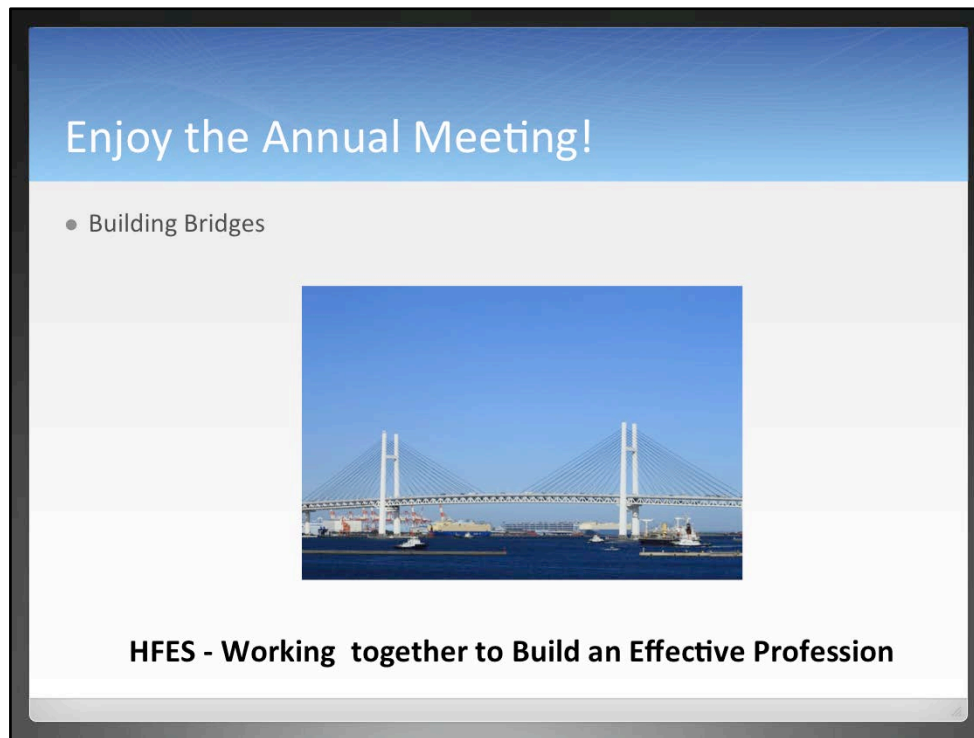 Enjoy the Annual Meeting!
Building Bridges
HFES - Working  together to Build an Effective Profession